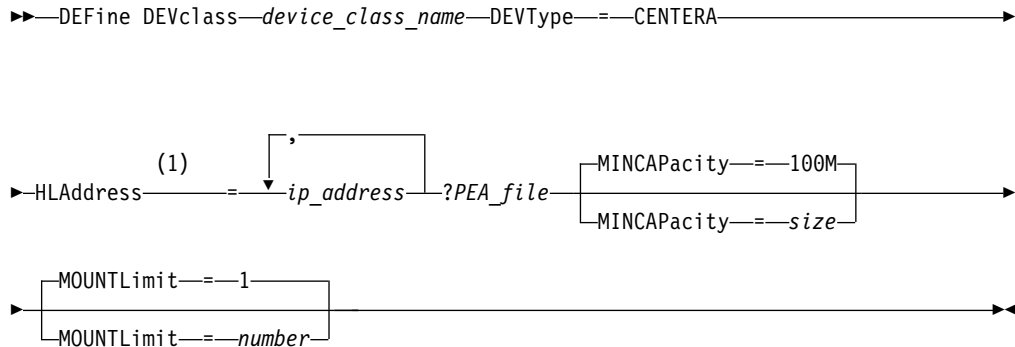 DEFine DEVclass device_class_name DEVType = CENTERA
,
(1)
HLAddress = ip_address ?PEA_file
MINCAPacity = 100M
MINCAPacity = size
MOUNTLimit = 1
MOUNTLimit = number